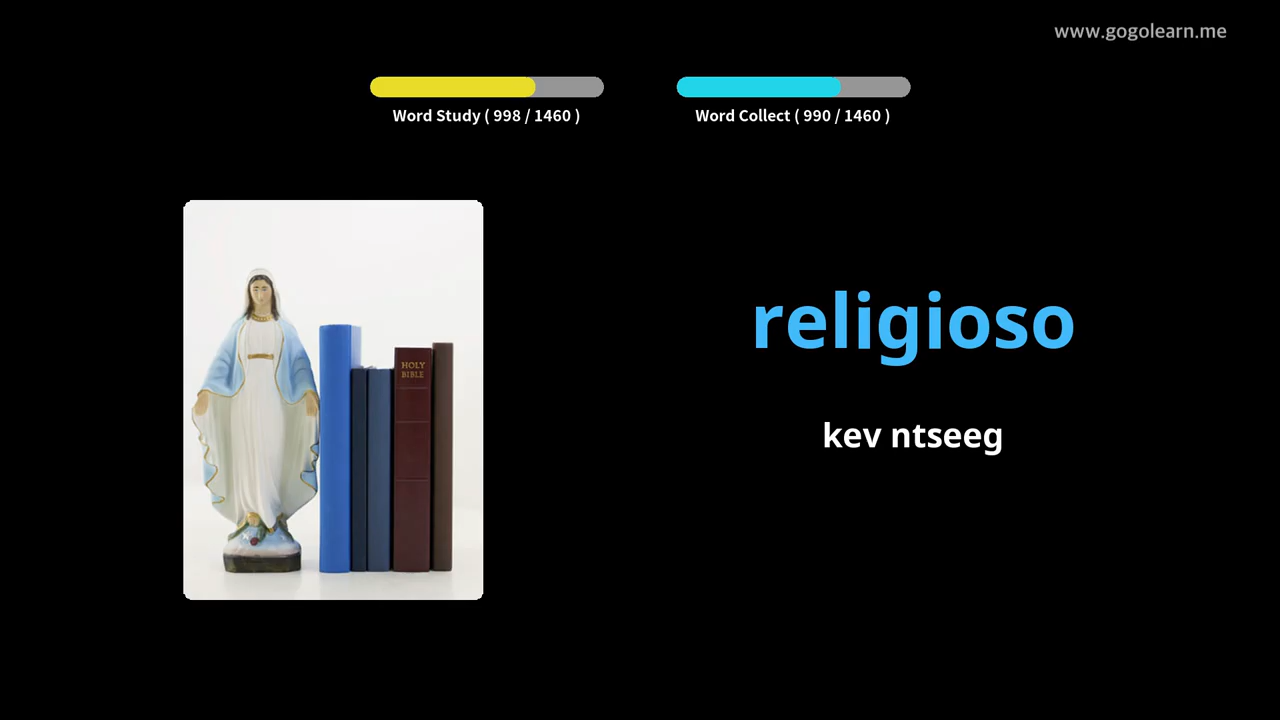 www.gogolearn.me
Word Study ( 998 / 1460 )
Word Collect ( 990 / 1460 )
HOLY
BIBLE
religioso
kev ntseeg